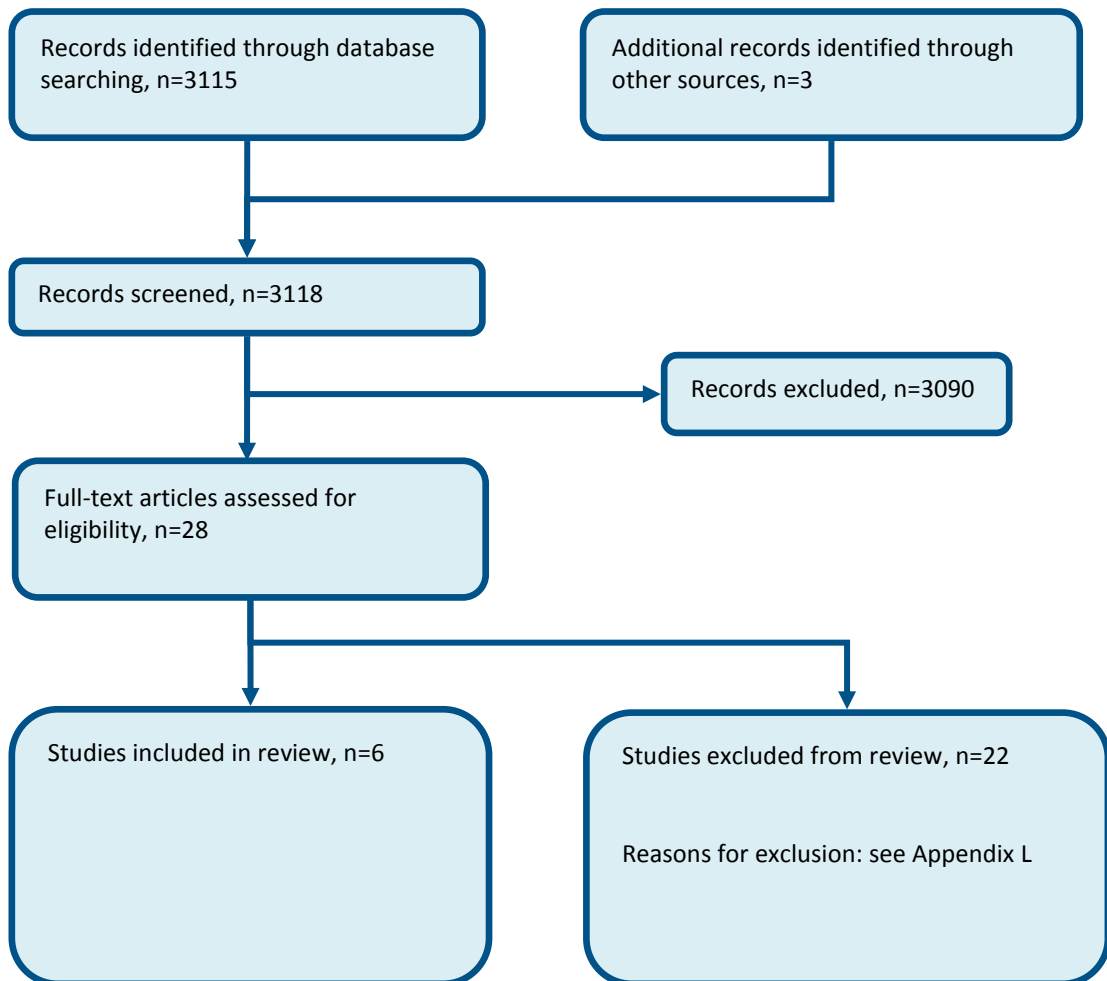 Records identified through database
searching, n=3115
Additional records identified through
other sources, n=3
Records screened, n=3118
Records excluded, n=3090
Full-text articles assessed for
eligibility, n=28
Studies included in review, n=6
Studies excluded from review, n=22
Reasons for exclusion: see Appendix L